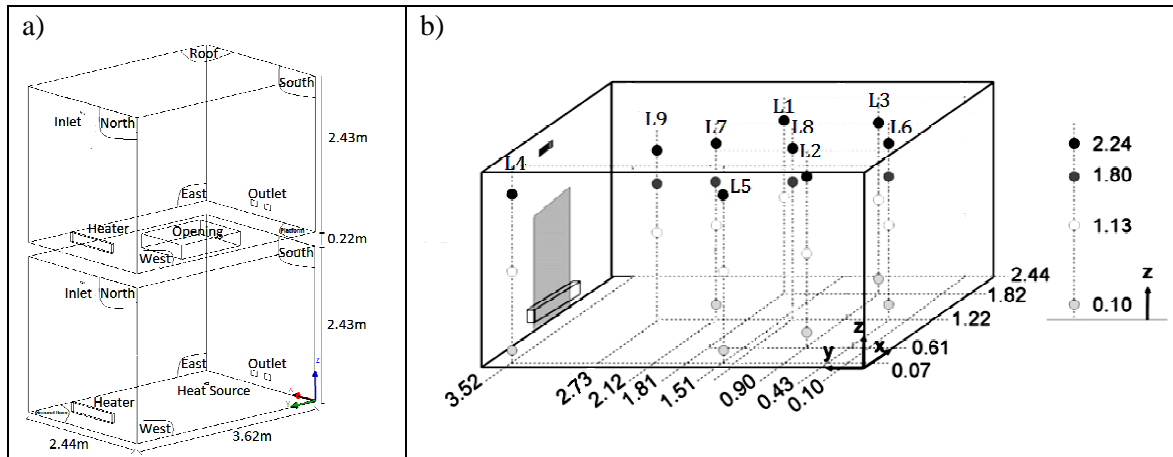 a)
Roof
South
Inlet
North
2.43m
East
Outlet
Heater
Opening
0.22m
West
South
Inlet
North
2.43m
East
Outlet
Heat Source
Heater
West
2.44m
3.62m
z
x
y
b)
L1
L3
L9
L7
L8
L6
L4
L2
L5
2.24
1.80
1.13
z
0.10
2.44
1.82
1.22
0.61
0.07
z
y
x
3.52
2.73
2.12
1.81
1.51
0.90
0.43
0.10